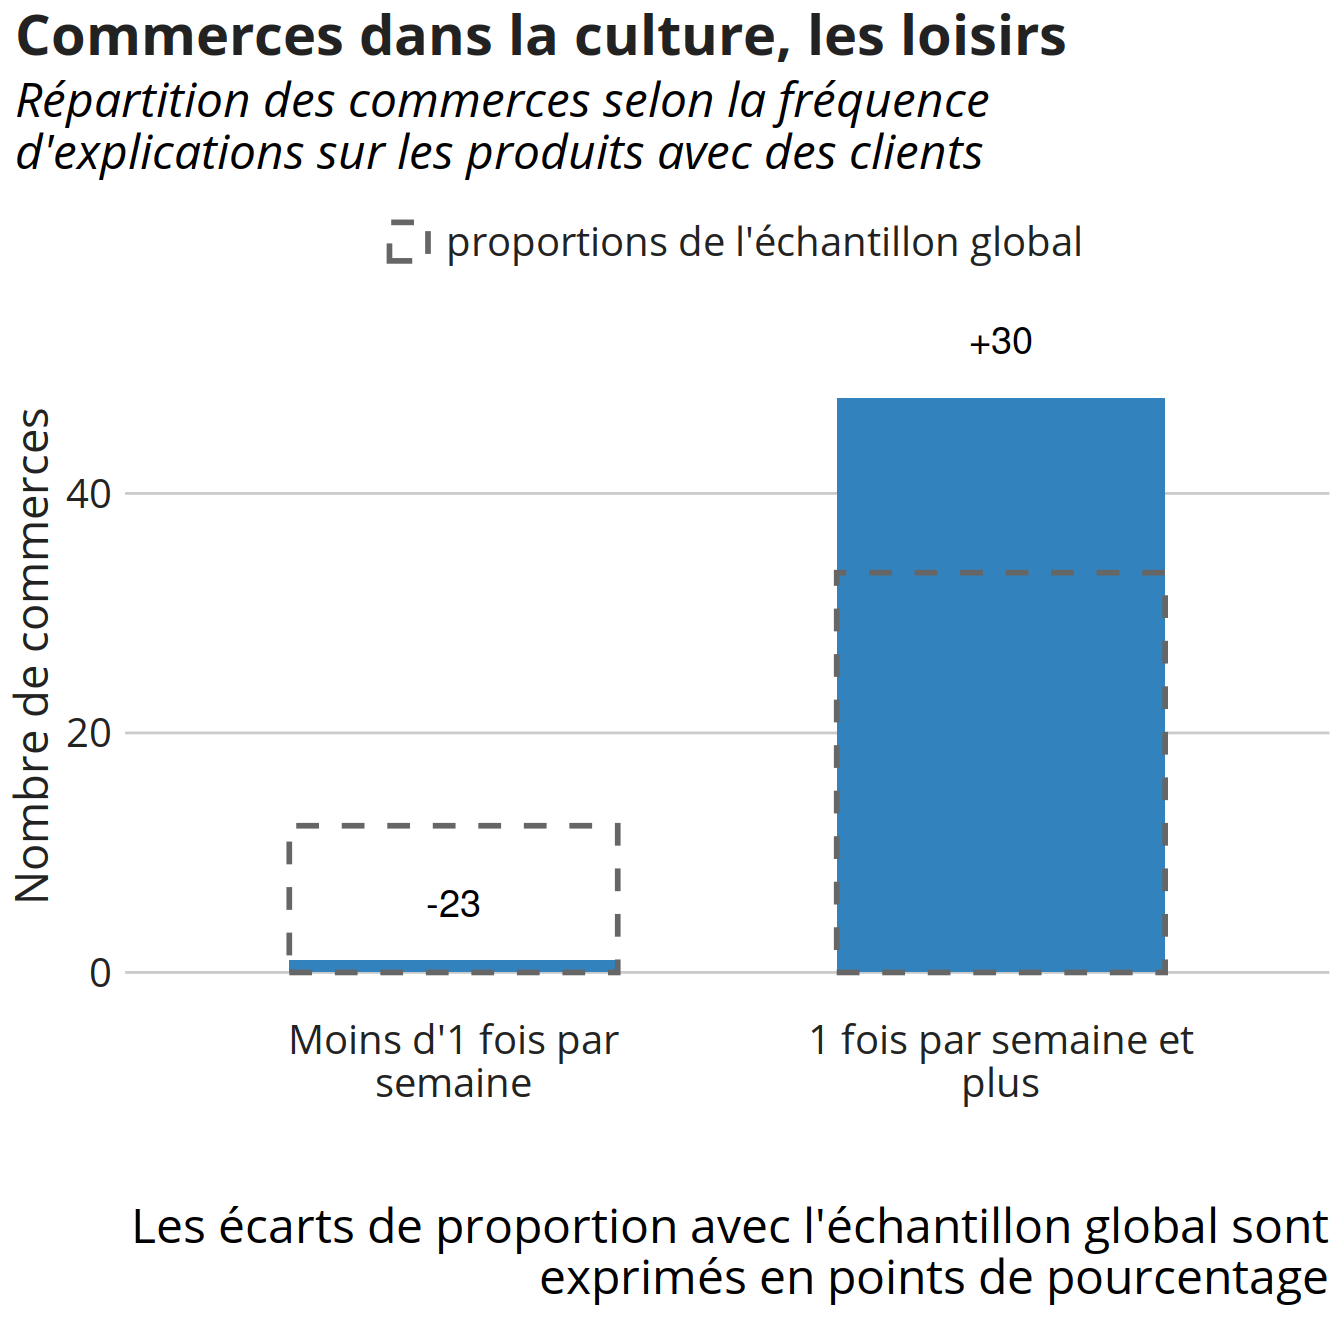 Commerces dans la culture, les loisirs
Répartition des commerces selon la fréquence
d'explications sur les produits avec des clients
proportions de l'échantillon global
Nombre de commerces
40
20
0
+30
-23
Moins d'1 fois par
semaine
1 fois par semaine et
plus
Les écarts de proportion avec l'échantillon global sont
exprimés en points de pourcentage